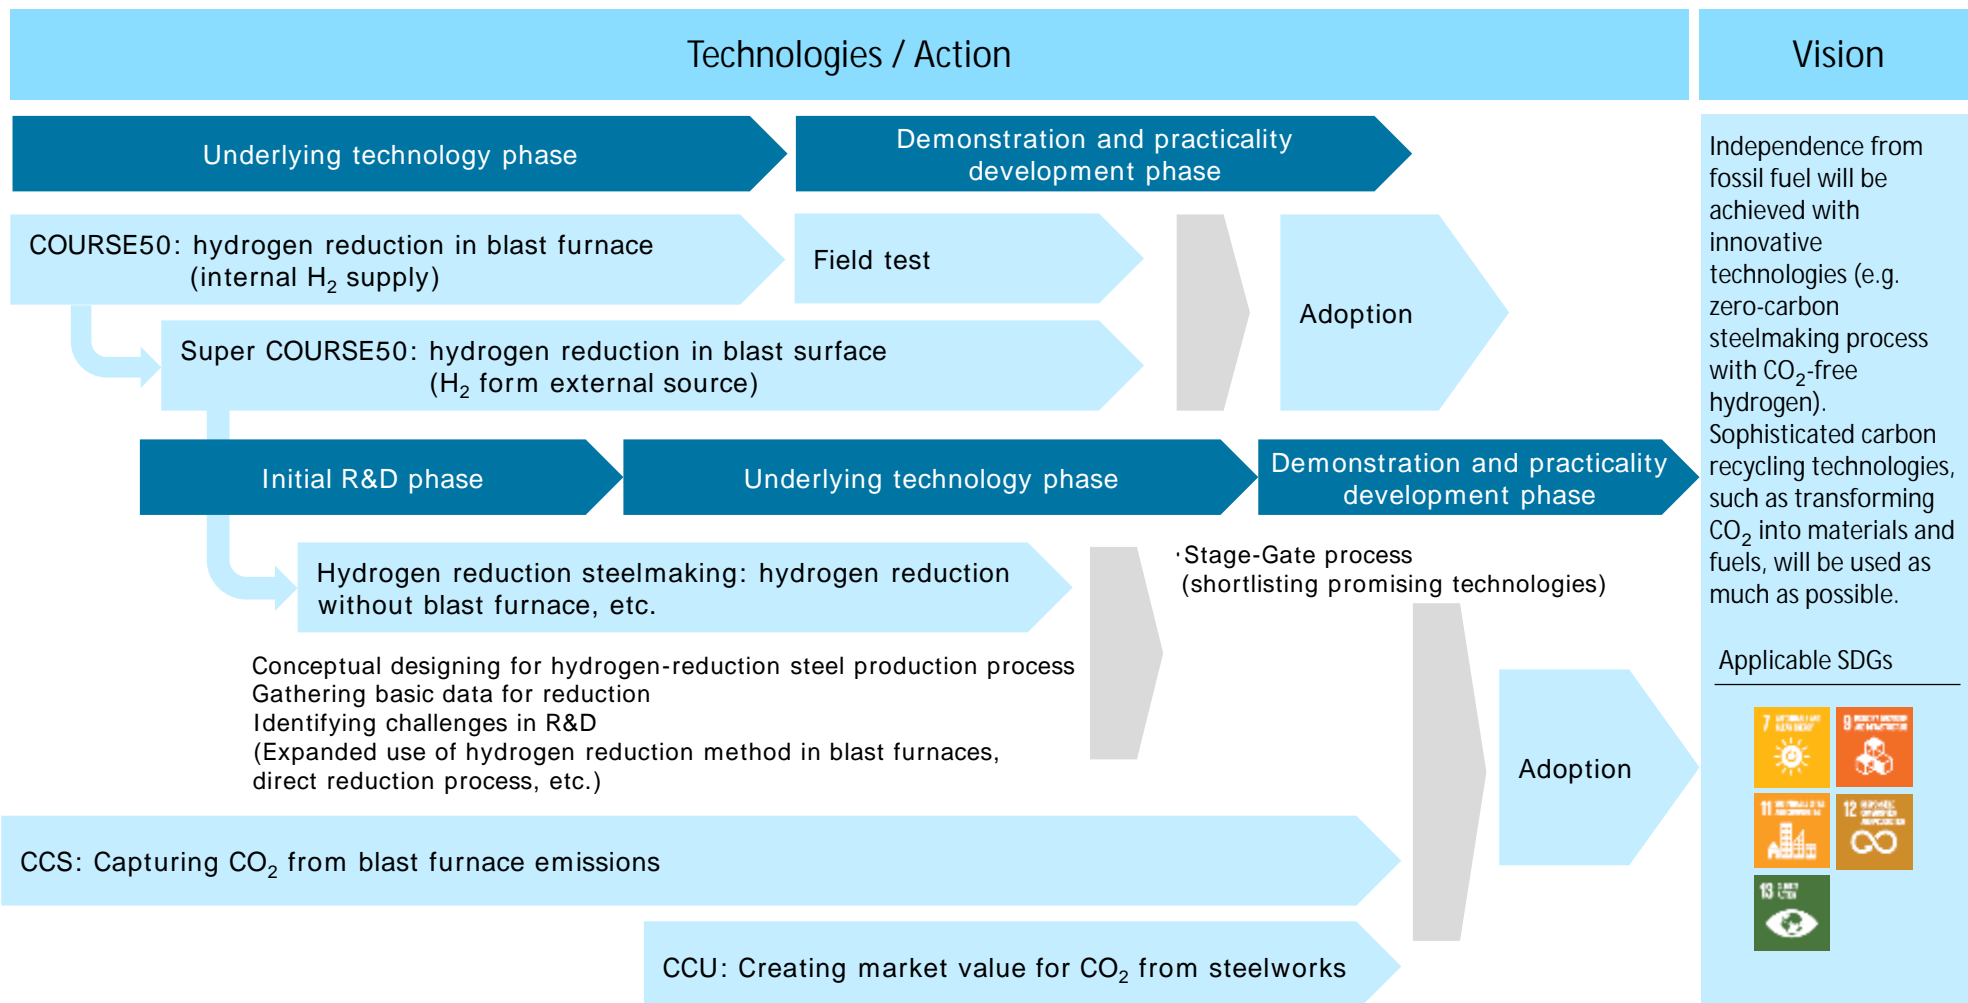 Technologies / Action
Vision
Underlying technology phase
Demonstration and practicality
development phase
COURSE50: hydrogen reduction in blast furnace
(internal H₂ supply)
Field test
Adoption
Super COURSE50: hydrogen reduction in blast surface
(H₂ form external source)
Initial R&D phase
Underlying technology phase
Demonstration and practicality
development phase
Hydrogen reduction steelmaking: hydrogen reduction
without blast furnace, etc.
·Stage-Gate process
(shortlisting promising technologies)
Conceptual designing for hydrogen-reduction steel production process
Gathering basic data for reduction
Identifying challenges in R&D
(Expanded use of hydrogen reduction method in blast furnaces,
direct reduction process, etc.)
Adoption
CCS: Capturing CO₂ from blast furnace emissions
CCU: Creating market value for CO₂ from steelworks
Independence from
fossil fuel will be
achieved with
innovative
technologies (e.g.
zero-carbon
steelmaking process
with CO₂-free
hydrogen).
Sophisticated carbon
recycling technologies,
such as transforming
CO₂ into materials and
fuels, will be used as
much as possible.
Applicable SDGs
7
9
11
12
13